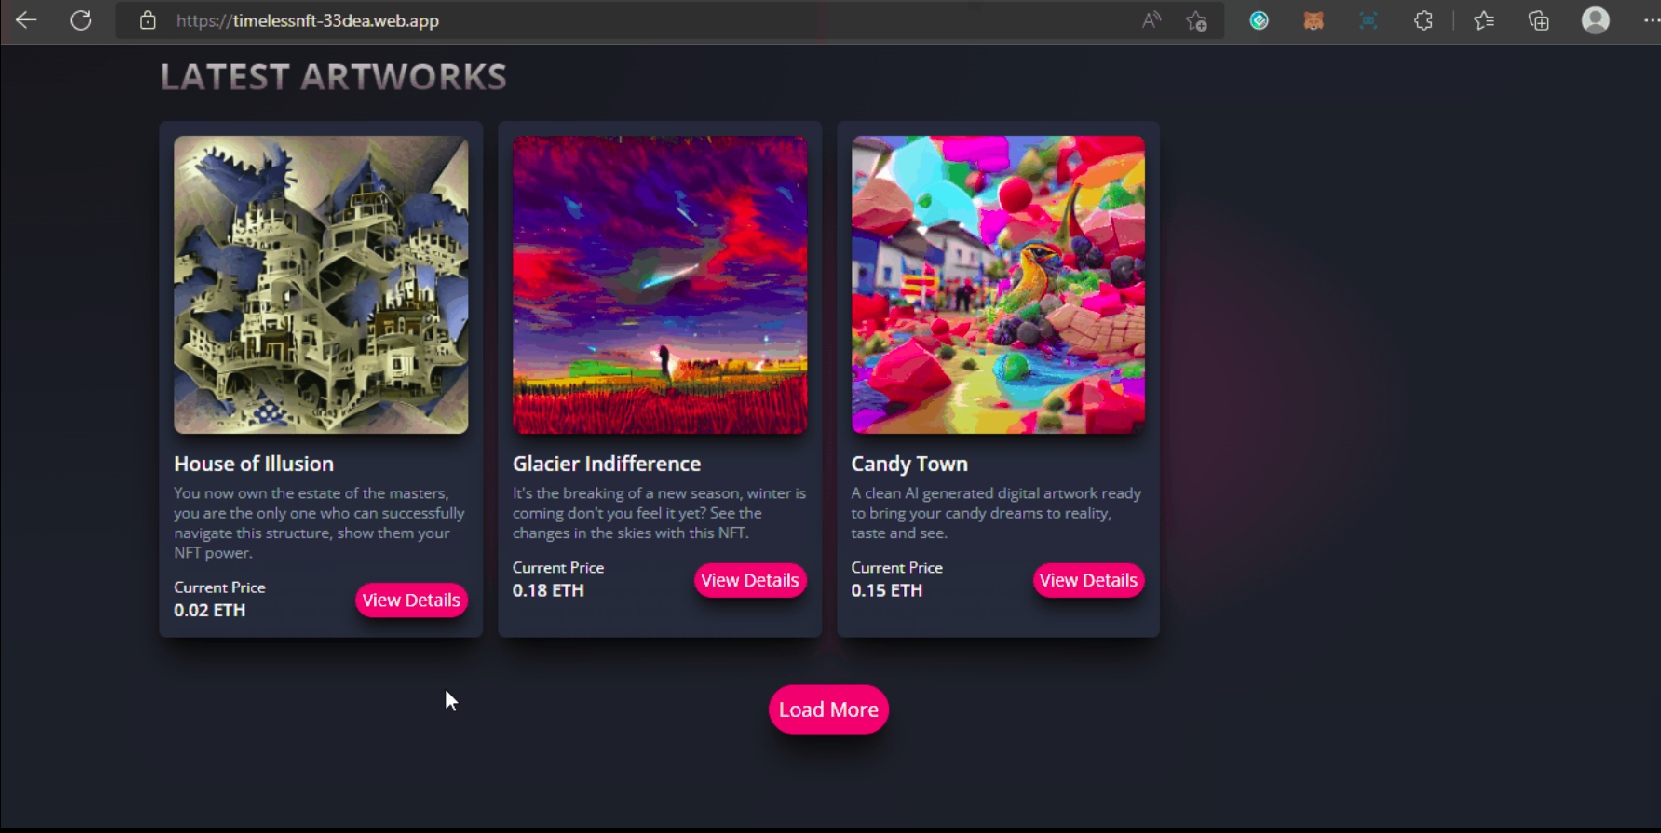 https://timelessnft-33dea.web.app
LATEST ARTWORKS
House of Illusion
You now own the estate of the masters,
you are the only one who can successfully
navigate this structure, show them your
NFT power.
Current Price
0.02 ETH
View Details
Glacier Indifference
It's the breaking of a new season, winter is
coming don't you feel it yet? See the
changes in the skies with this NFT.
Current Price
0.18 ETH
View Details
Candy Town
A clean AI generated digital artwork ready
to bring your candy dreams to reality,
taste and see.
Current Price
0.15 ETH
View Details
Load More